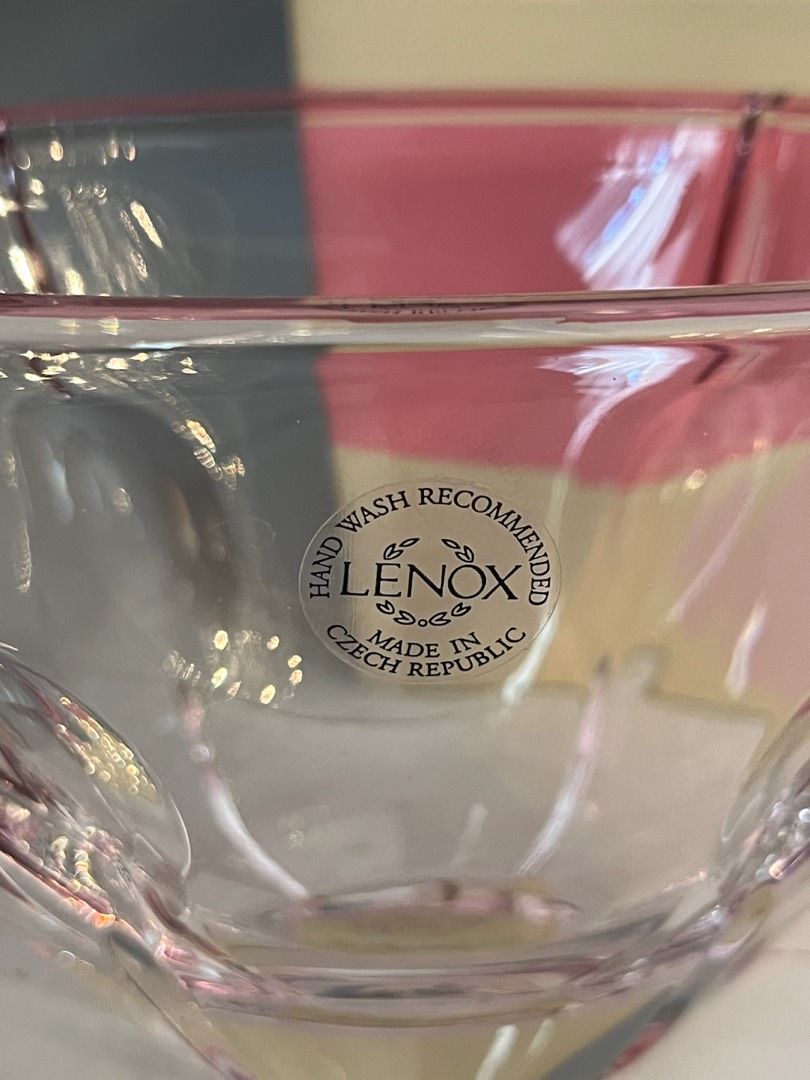 HAND WASH RECOMMENDED
LENOX
MADE IN
CZECH REPUBLIC